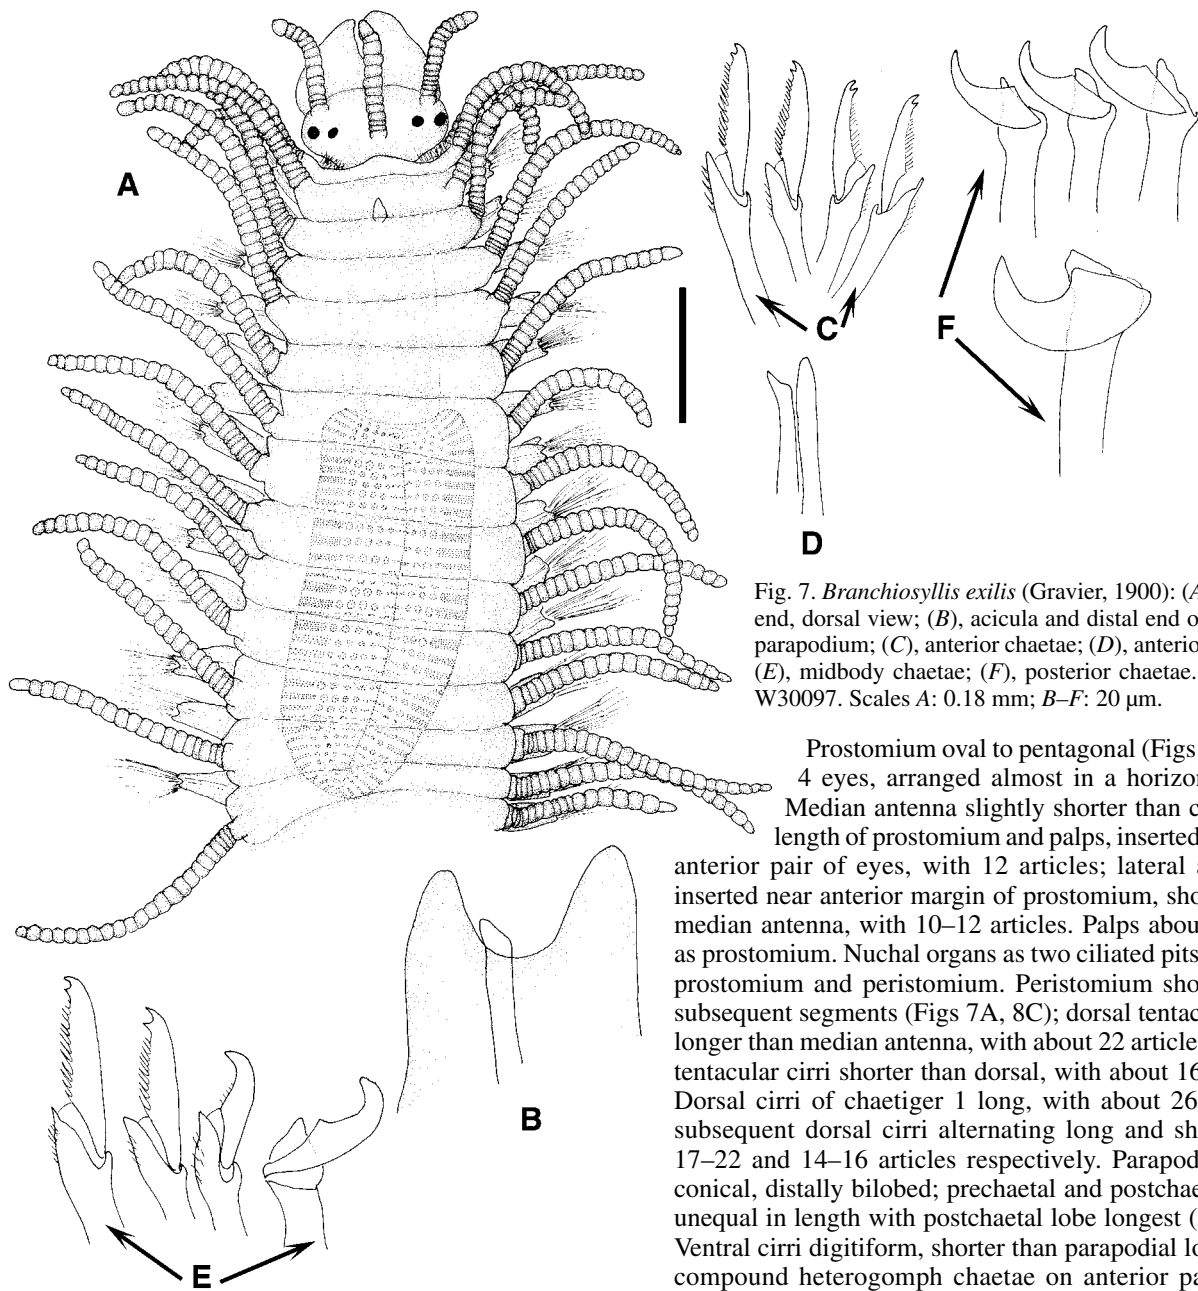 A
C
F
D
Fig. 7. Branchiosyllis exilis (Gravier, 1900): (A
end, dorsal view; (B), acicula and distal end o
parapodium; (C), anterior chaetae; (D), anterio
(E), midbody chaetae; (F), posterior chaetae.
W30097. Scales A: 0.18 mm; B–F: 20 µm.
Prostomium oval to pentagonal (Figs
4 eyes, arranged almost in a horizon
Median antenna slightly shorter than c
length of prostomium and palps, inserted
anterior pair of eyes, with 12 articles; lateral a
inserted near anterior margin of prostomium, sho
median antenna, with 10–12 articles. Palps about
as prostomium. Nuchal organs as two ciliated pits
prostomium and peristomium. Peristomium sho
subsequent segments (Figs 7A, 8C); dorsal tentac
longer than median antenna, with about 22 article
tentacular cirri shorter than dorsal, with about 16
Dorsal cirri of chaetiger 1 long, with about 26
subsequent dorsal cirri alternating long and sh
17–22 and 14–16 articles respectively. Parapod
conical, distally bilobed; prechaetal and postchae
unequal in length with postchaetal lobe longest (
Ventral cirri digitiform, shorter than parapodial lo
compound heterogomph chaetae on anterior pa
B
E